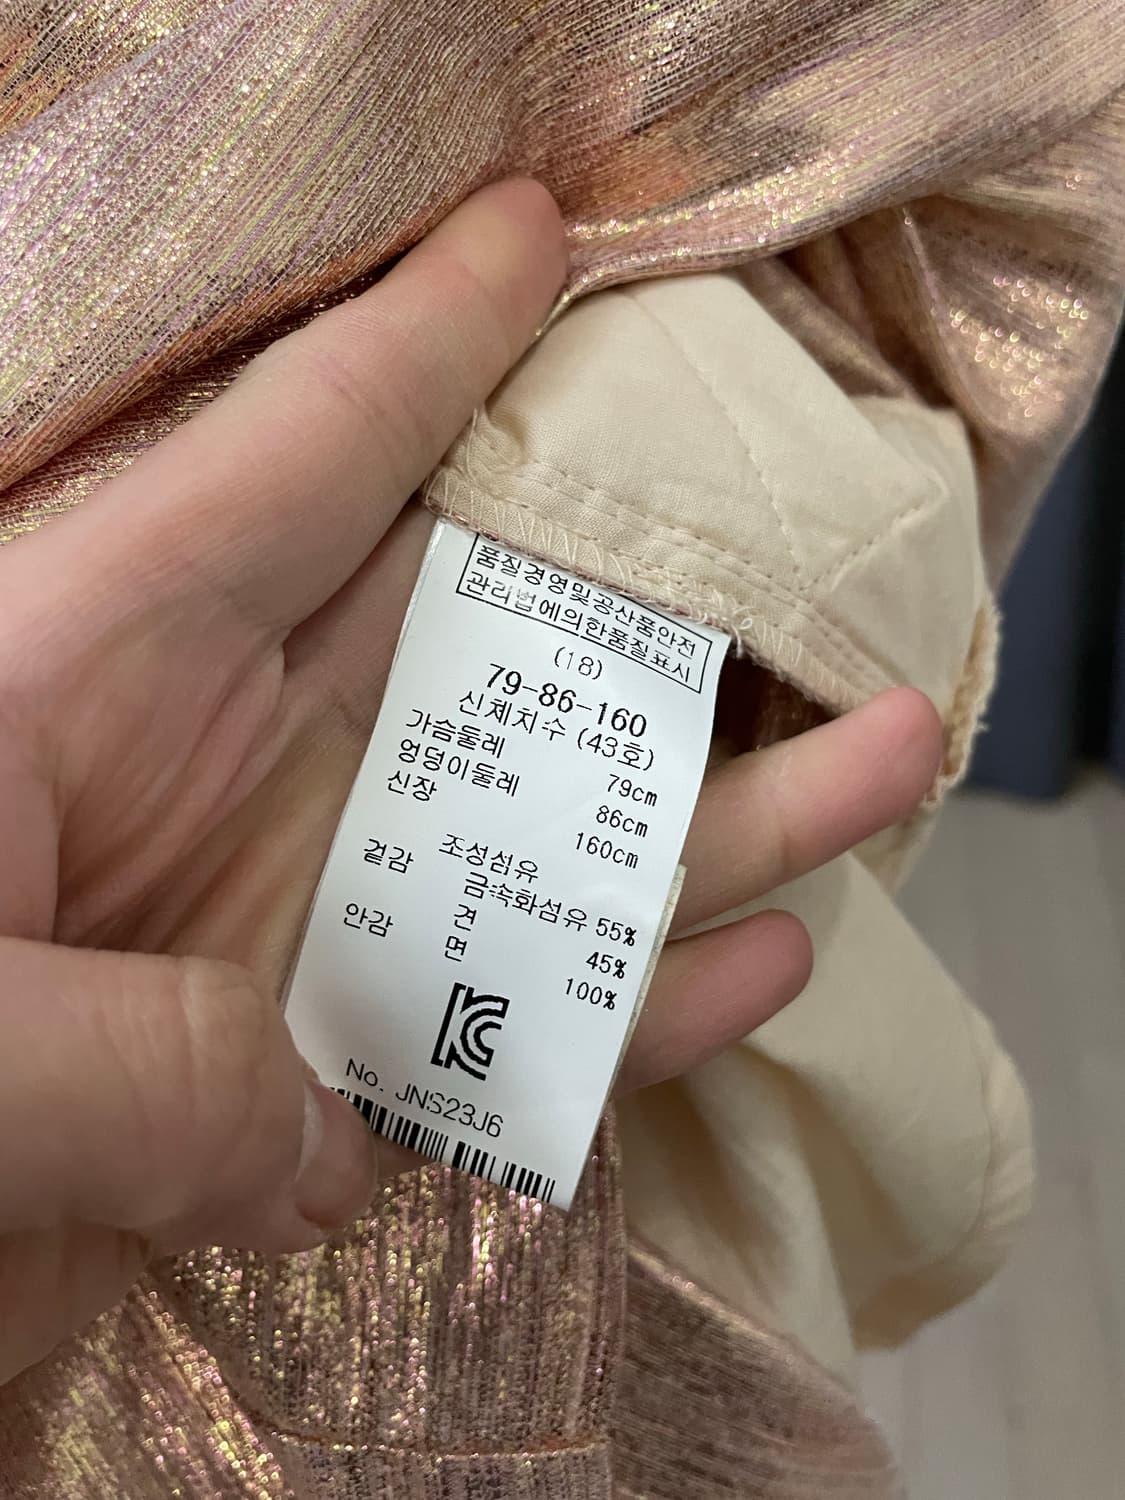 품질경영및공산품안전
관리법에의한품질표시
(18)
79-86-160
신체치수 (43호)
가슴둘레 79cm
엉덩이둘레 86cm
신장 160cm
조성섬유
겉감 금속화섬유 55%
견 45%
안감 면 100%
KC
No. JNS23J6